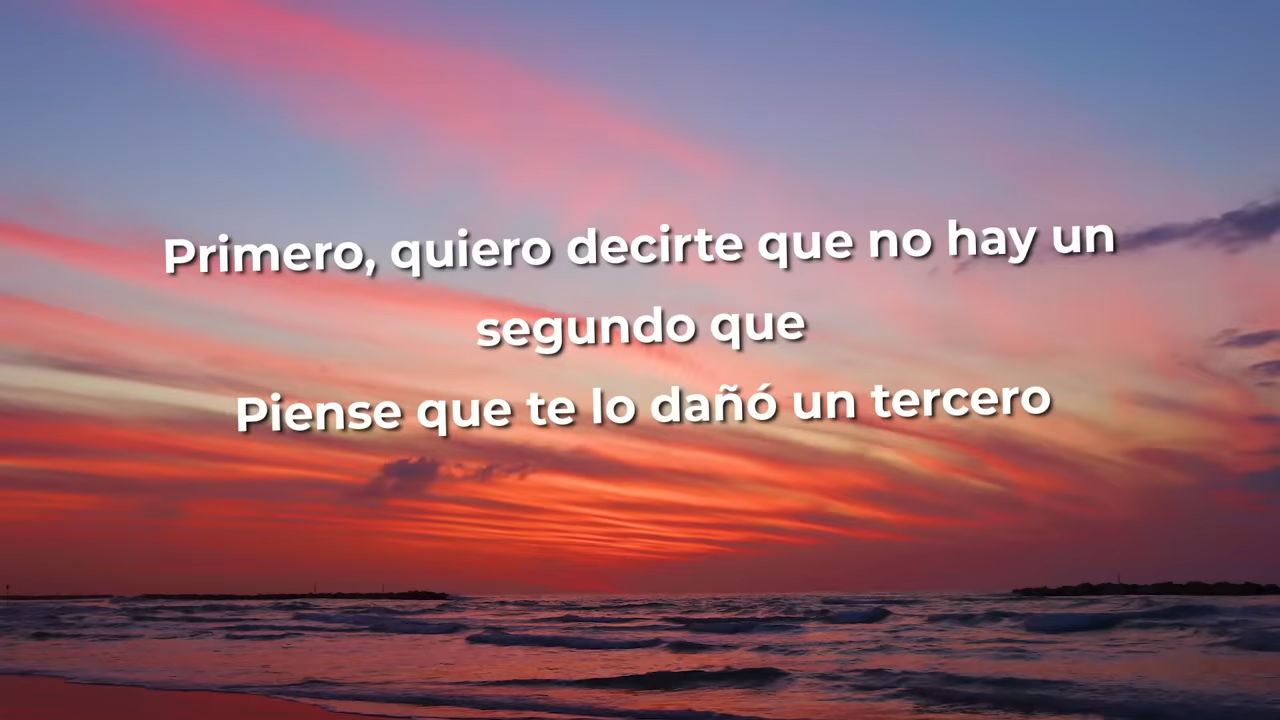 Primero, quiero decirte que no hay un
segundo que
Piense que te lo dañó un tercero